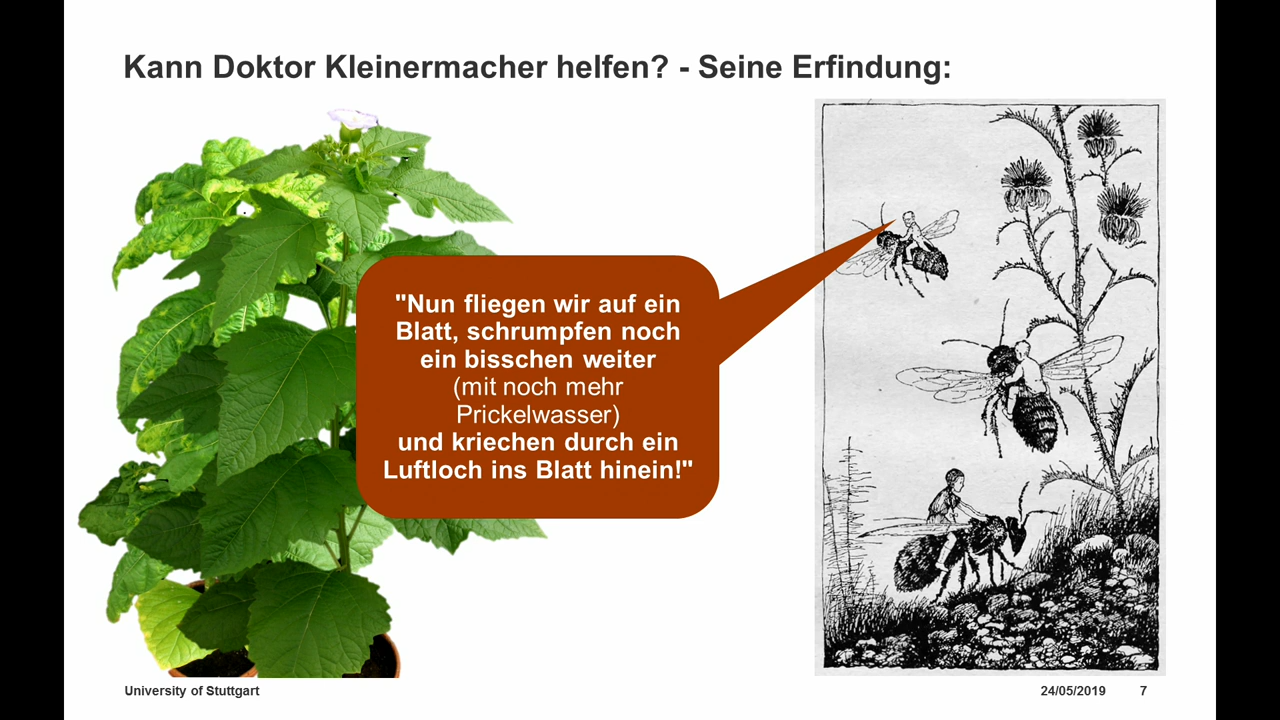 Kann Doktor Kleinermacher helfen? - Seine Erfindung:
"Nun fliegen wir auf ein
Blatt, schrumpfen noch
ein bisschen weiter
(mit noch mehr
Prickelwasser)
und kriechen durch ein
Luftloch ins Blatt hinein!"
University of Stuttgart
24/05/2019
7